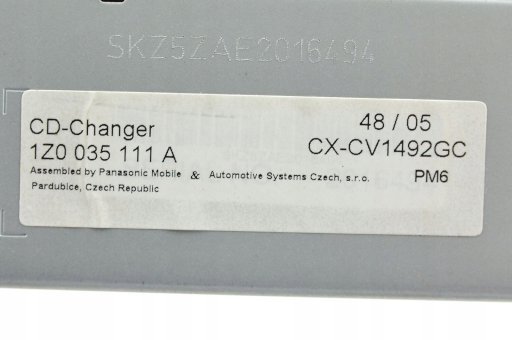 SKZ5ZAE2016494
48 / 05
CD-Changer
1Z0 035 111 A
CX-CV1492GC
Assembled by Panasonic Mobile & Automotive Systems Czech, s.r.o.
PM6
Pardubice, Czech Republic